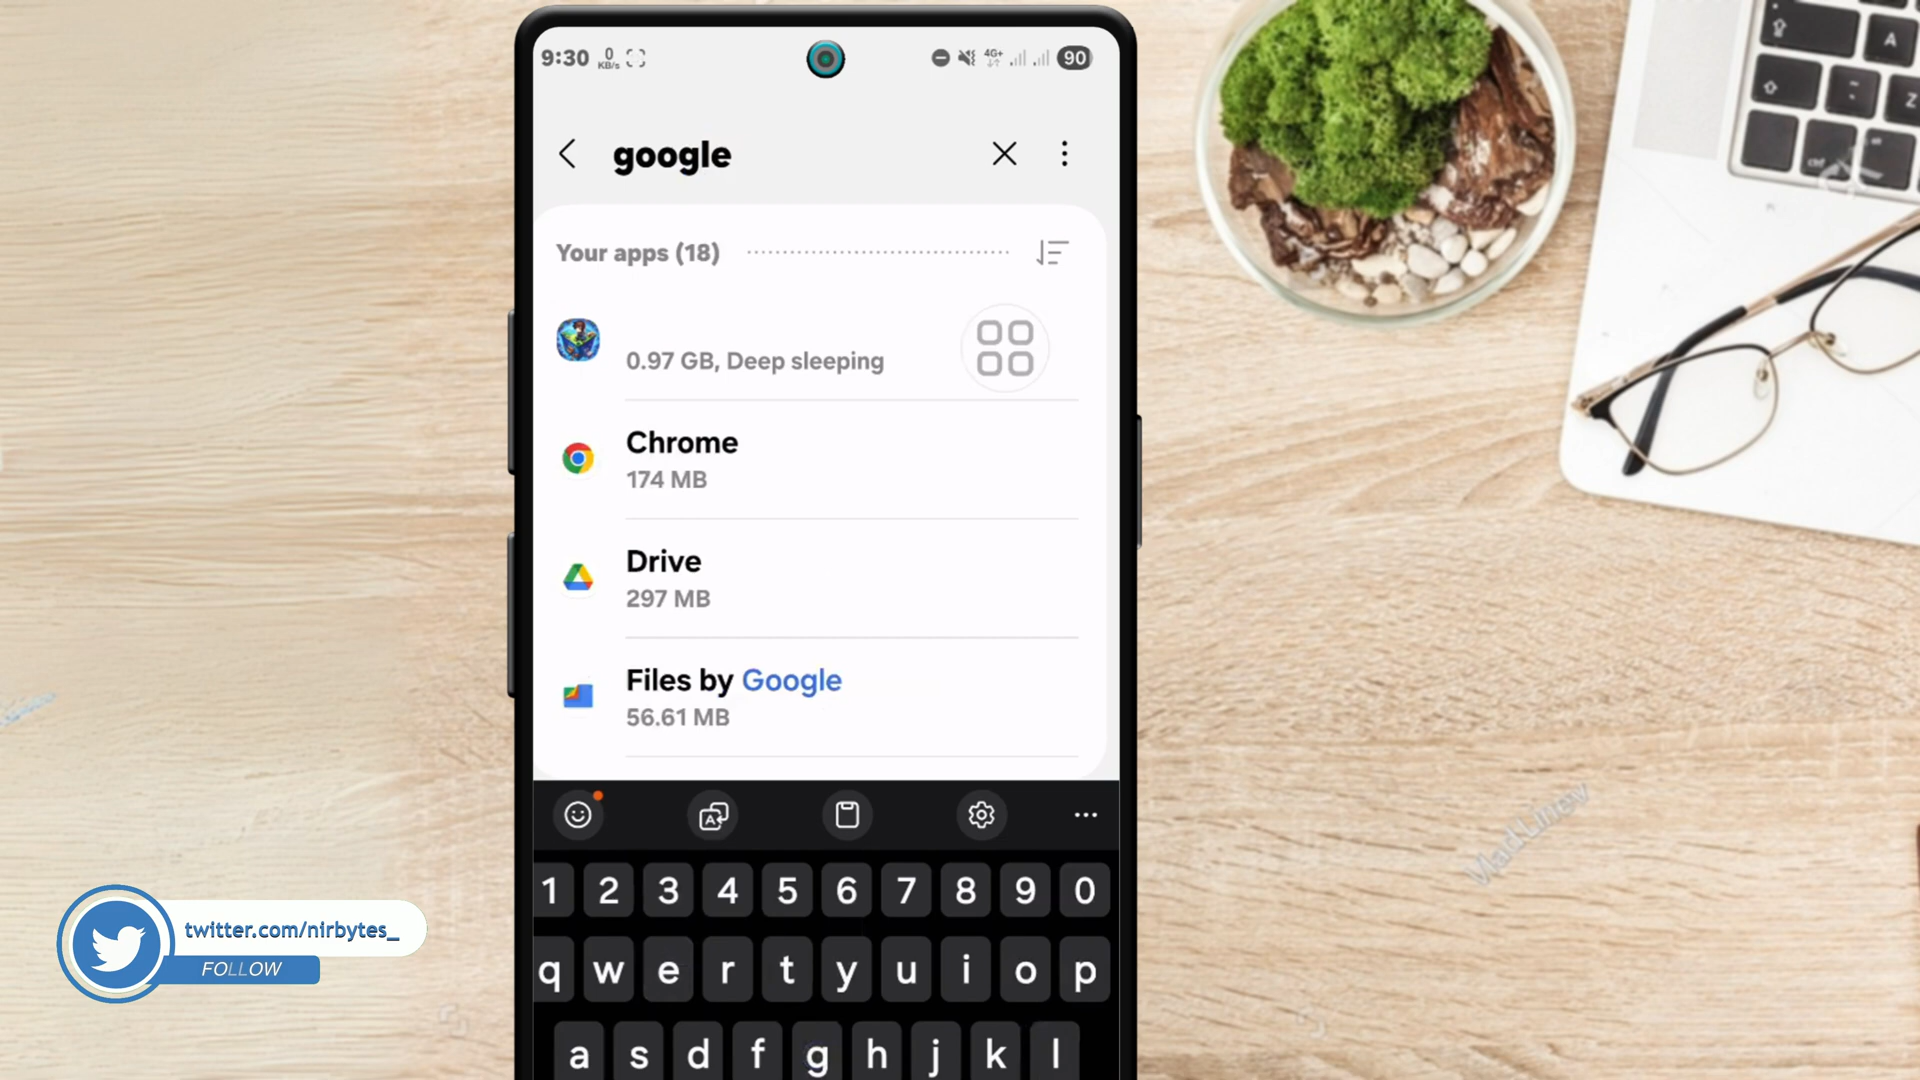 9:30 0 KB/s 4G+ 90
google
Your apps (18)
0.97 GB, Deep sleeping
Chrome
174 MB
Drive
297 MB
Files by Google
56.61 MB
1 2 3 4 5 6 7 8 9 0
q w e r t y u i o p
a s d f g h j k l
twitter.com/nirbytes_
FOLLOW
A
Z
ctrl
VladLinev